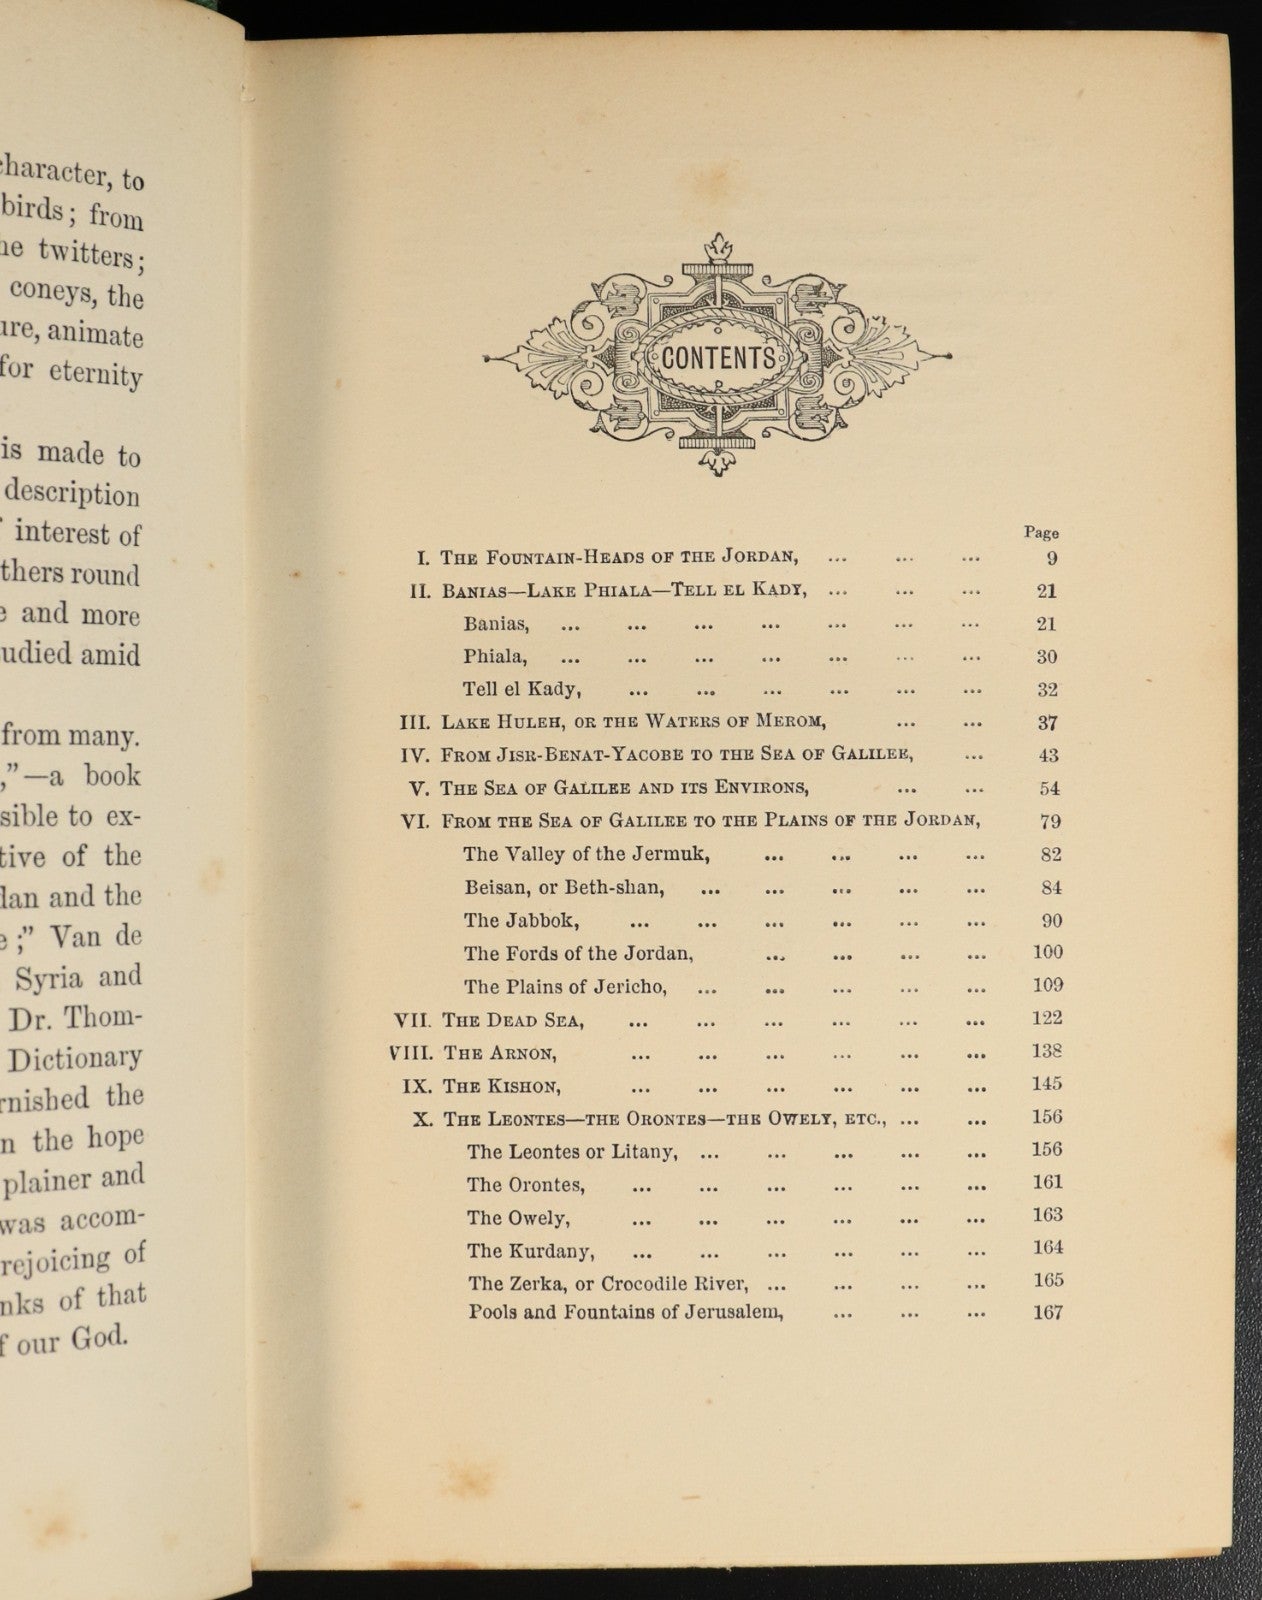 character, to
birds; from
twitters;
coneys, the
animate
for eternity
is made to
description
interest of
others round
and more
studied amid
from many.
,”—a book
sible to ex-
tive of the
dan and the
;” Van de
Syria and
Dr. Thom-
Dictionary
rnished the
n the hope
plainer and
was accom-
rejoicing of
nks of that
f our God.
CONTENTS
Page
I. THE FOUNTAIN-HEADS OF THE JORDAN, ... ... ... 9
II. BANIAS—LAKE PHIALA—TELL EL KADY, ... ... ... 21
Banias, ... ... ... ... ... ... ... 21
Phiala, ... ... ... ... ... ... ... 30
Tell el Kady, ... ... ... ... ... ... 32
III. LAKE HULEH, OR THE WATERS OF MEROM, ... ... 37
IV. FROM JISR-BENAT-YACOBE TO THE SEA OF GALILEE, ... 43
V. THE SEA OF GALILEE AND ITS ENVIRONS, ... ... 54
VI. FROM THE SEA OF GALILEE TO THE PLAINS OF THE JORDAN, 79
The Valley of the Jermuk, ... ... ... ... 82
Beisan, or Beth-shan, ... ... ... ... ... 84
The Jabbok, ... ... ... ... ... ... 90
The Fords of the Jordan, ... ... ... ... 100
The Plains of Jericho, ... ... ... ... ... 109
VII. THE DEAD SEA, ... ... ... ... ... ... 122
VIII. THE ARNON, ... ... ... ... ... ... 138
IX. THE KISHON, ... ... ... ... ... ... 145
X. THE LEONTES—THE ORONTES—THE OWELY, ETC., ... ... 156
The Leontes or Litany, ... ... ... ... ... 156
The Orontes, ... ... ... ... ... ... 161
The Owely, ... ... ... ... ... ... 163
The Kurdany, ... ... ... ... ... ... 164
The Zerka, or Crocodile River, ... ... ... ... 165
Pools and Fountains of Jerusalem, ... ... ... 167